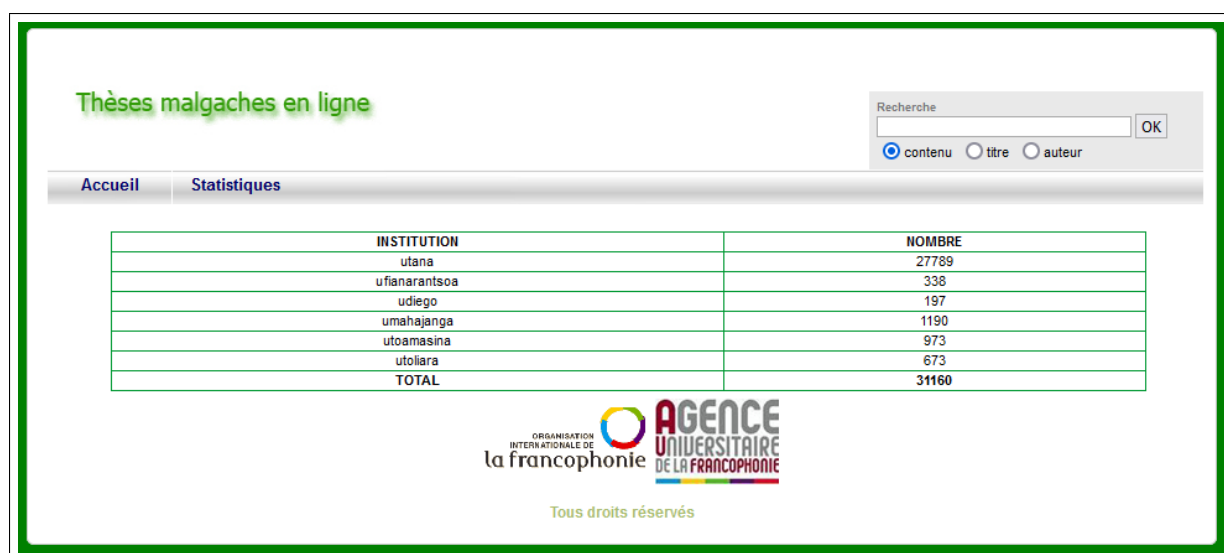 Thèses malgaches en ligne
Recherche
OK
contenu titre auteur
Accueil Statistiques
INSTITUTION NOMBRE
utana 27789
ufianarantsoa 338
udiego 197
umahajanga 1190
utoamasina 973
utoliara 673
TOTAL 31160
ORGANISATION
INTERNATIONALE DE
la francophonie
AGENCE
UNIVERSITAIRE
DE LA FRANCOPHONIE
Tous droits réservés